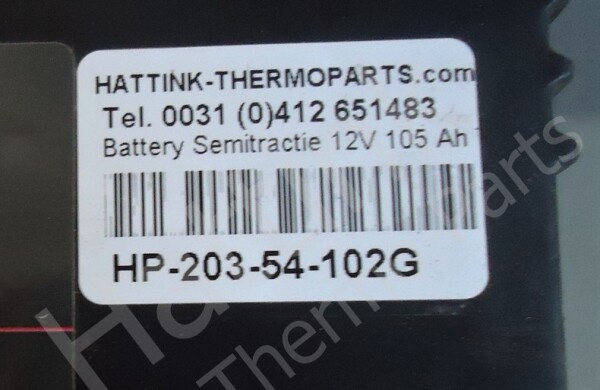 HATTINK-THERMOPARTS.com
Tel. 0031 (0)412 651483
Battery Semitractie 12V 105 Ah
HP-203-54-102G